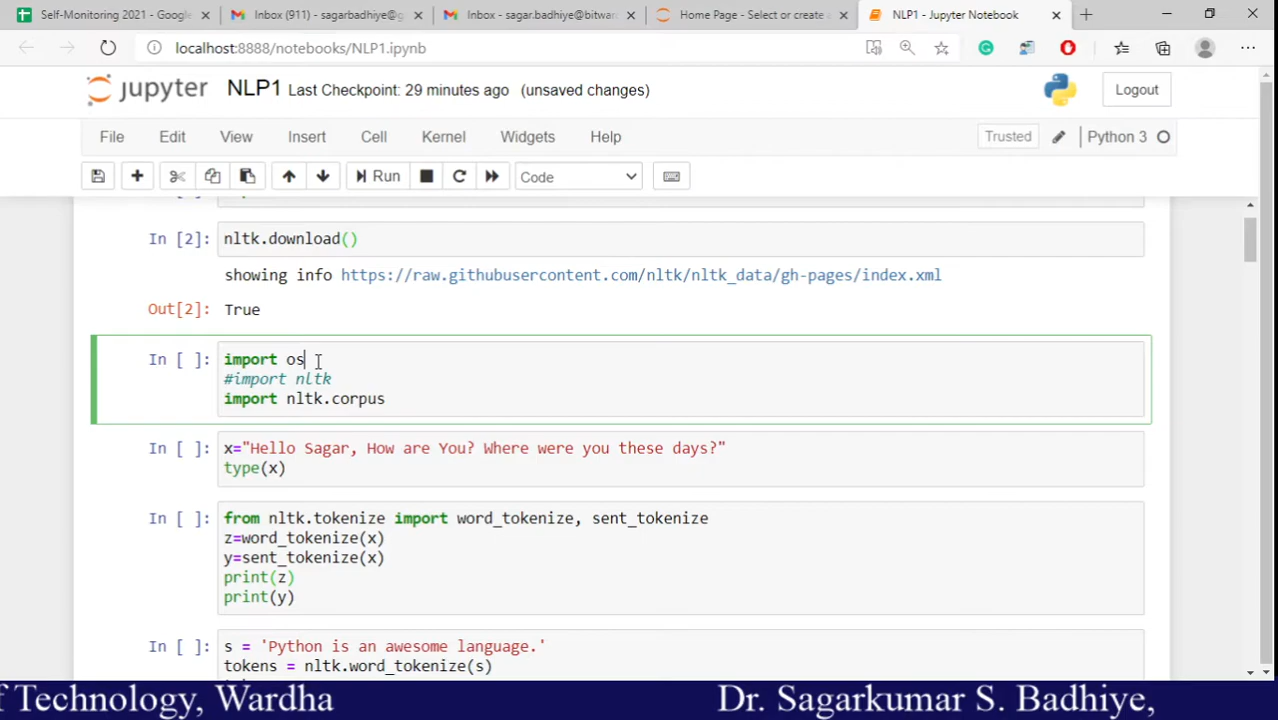 Self-Monitoring 2021 - Google
Inbox (911) - sagarbadhiye@g
Inbox - sagar.badhiye@bitwar
Home Page - Select or create a
NLP1 - Jupyter Notebook
localhost:8888/notebooks/NLP1.ipynb
jupyter NLP1 Last Checkpoint: 29 minutes ago (unsaved changes)
Logout
File Edit View Insert Cell Kernel Widgets Help
Trusted
Python 3
Run
Code
In [2]: nltk.download()
showing info https://raw.githubusercontent.com/nltk/nltk_data/gh-pages/index.xml
Out[2]: True
In [ ]: import os
#import nltk
import nltk.corpus
In [ ]: x="Hello Sagar, How are You? Where were you these days?"
type(x)
In [ ]: from nltk.tokenize import word_tokenize, sent_tokenize
z=word_tokenize(x)
y=sent_tokenize(x)
print(z)
print(y)
In [ ]: s = 'Python is an awesome language.'
tokens = nltk.word_tokenize(s)
f Technology, Wardha
Dr. Sagarkumar S. Badhiye,